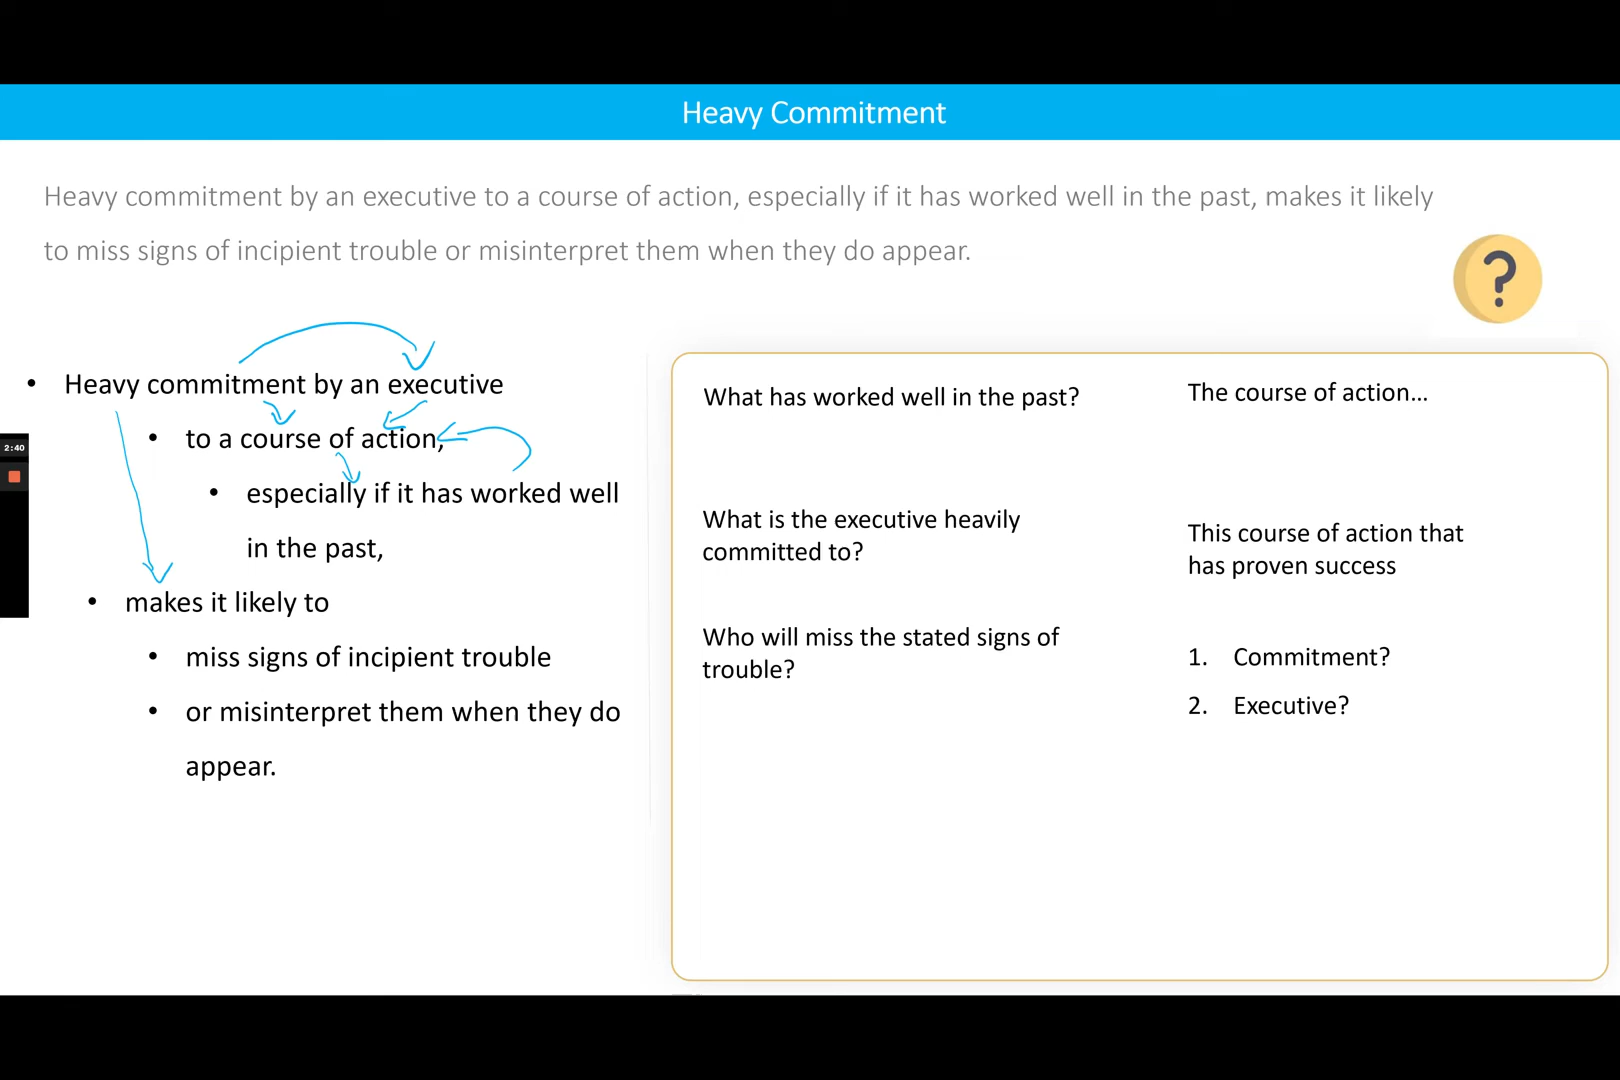 Heavy Commitment
Heavy commitment by an executive to a course of action, especially if it has worked well in the past, makes it likely
to miss signs of incipient trouble or misinterpret them when they do appear.
?
• Heavy commitment by an executive
• to a course of action,
• especially if it has worked well
in the past,
• makes it likely to
• miss signs of incipient trouble
• or misinterpret them when they do
appear.
2:40
What has worked well in the past?
The course of action...
What is the executive heavily
committed to?
This course of action that
has proven success
Who will miss the stated signs of
trouble?
1. Commitment?
2. Executive?